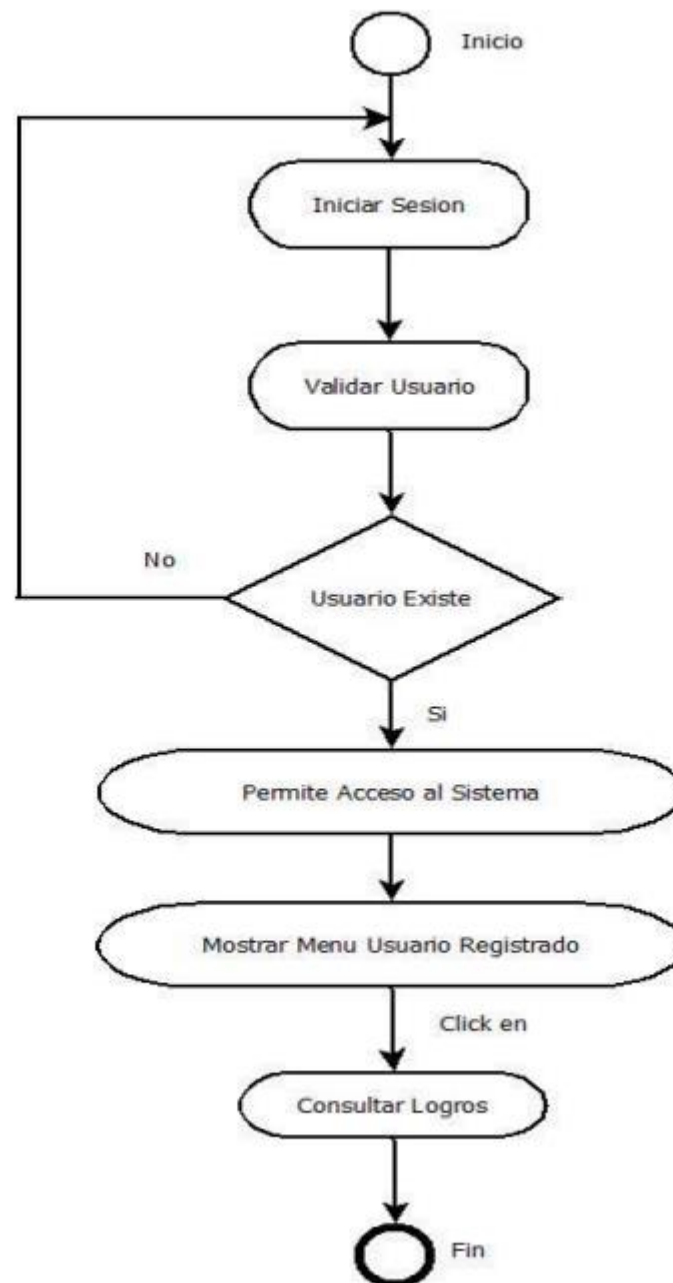 Inicio
Iniciar Sesion
Validar Usuario
No
Usuario Existe
Si
Permite Acceso al Sistema
Mostrar Menu Usuario Registrado
Click en
Consultar Logros
Fin